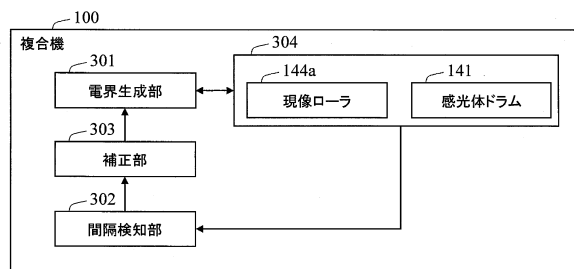 100
複合機
301
電界生成部
304
144a
現像ローラ
141
感光体ドラム
303
補正部
302
間隔検知部